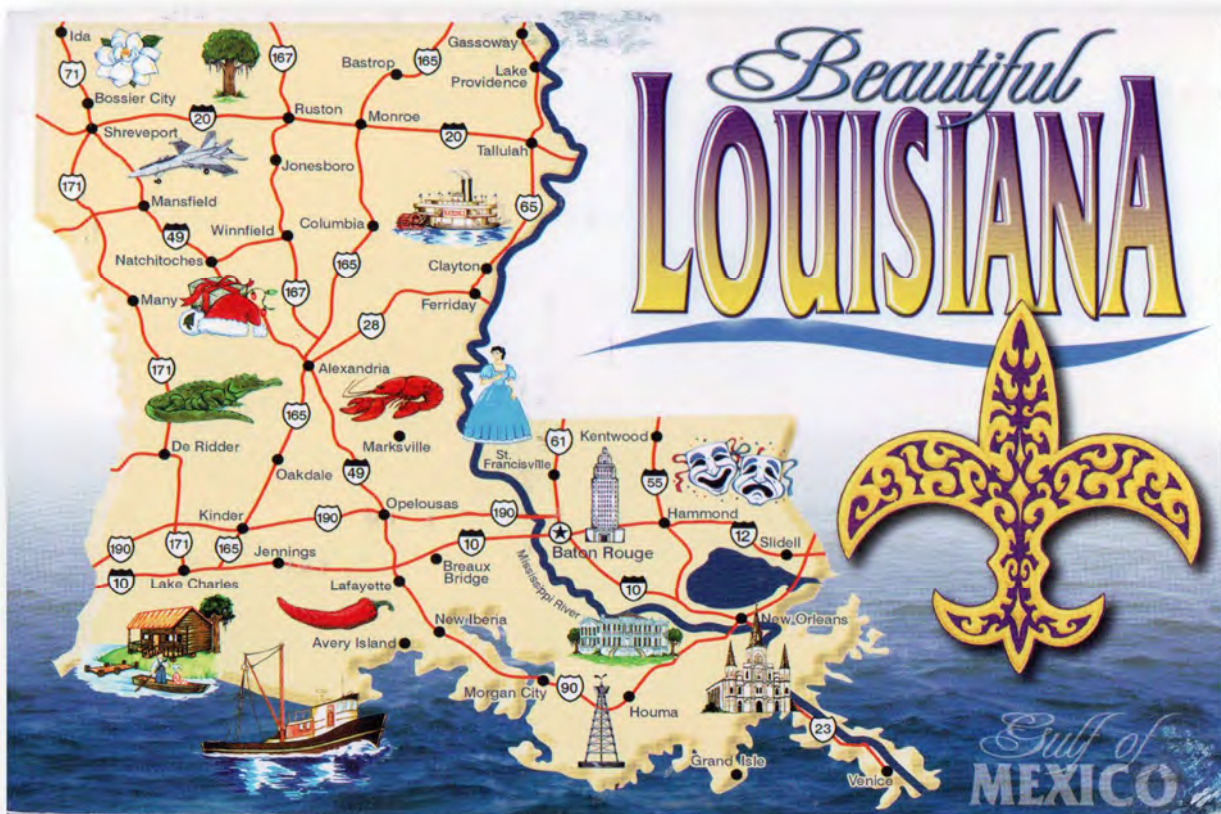 Beautiful
LOUISIANA
Ida
167
165
Gassoway
Bastrop
71
Lake
Providence
Bossier City
20
Ruston
Monroe
Shreveport
20
Tallulah
Jonesboro
171
Mansfield
65
49
Winnfield
Columbia
Natchitoches
165
Clayton
Many
167
Ferriday
28
Alexandria
171
165
Marksville
61
Kentwood
De Ridder
St.
Francisville
Oakdale
49
55
Opelousas
190
Kinder
190
Hammond
190
171
165
Jennings
10
Baton Rouge
12
Slidell
10
Lake Charles
Breaux
Bridge
Lafayette
Mississippi River
10
New Iberia
New Orleans
Avery Island
Morgan City
90
Houma
23
Grand Isle
Venice
Gulf of
MEXICO